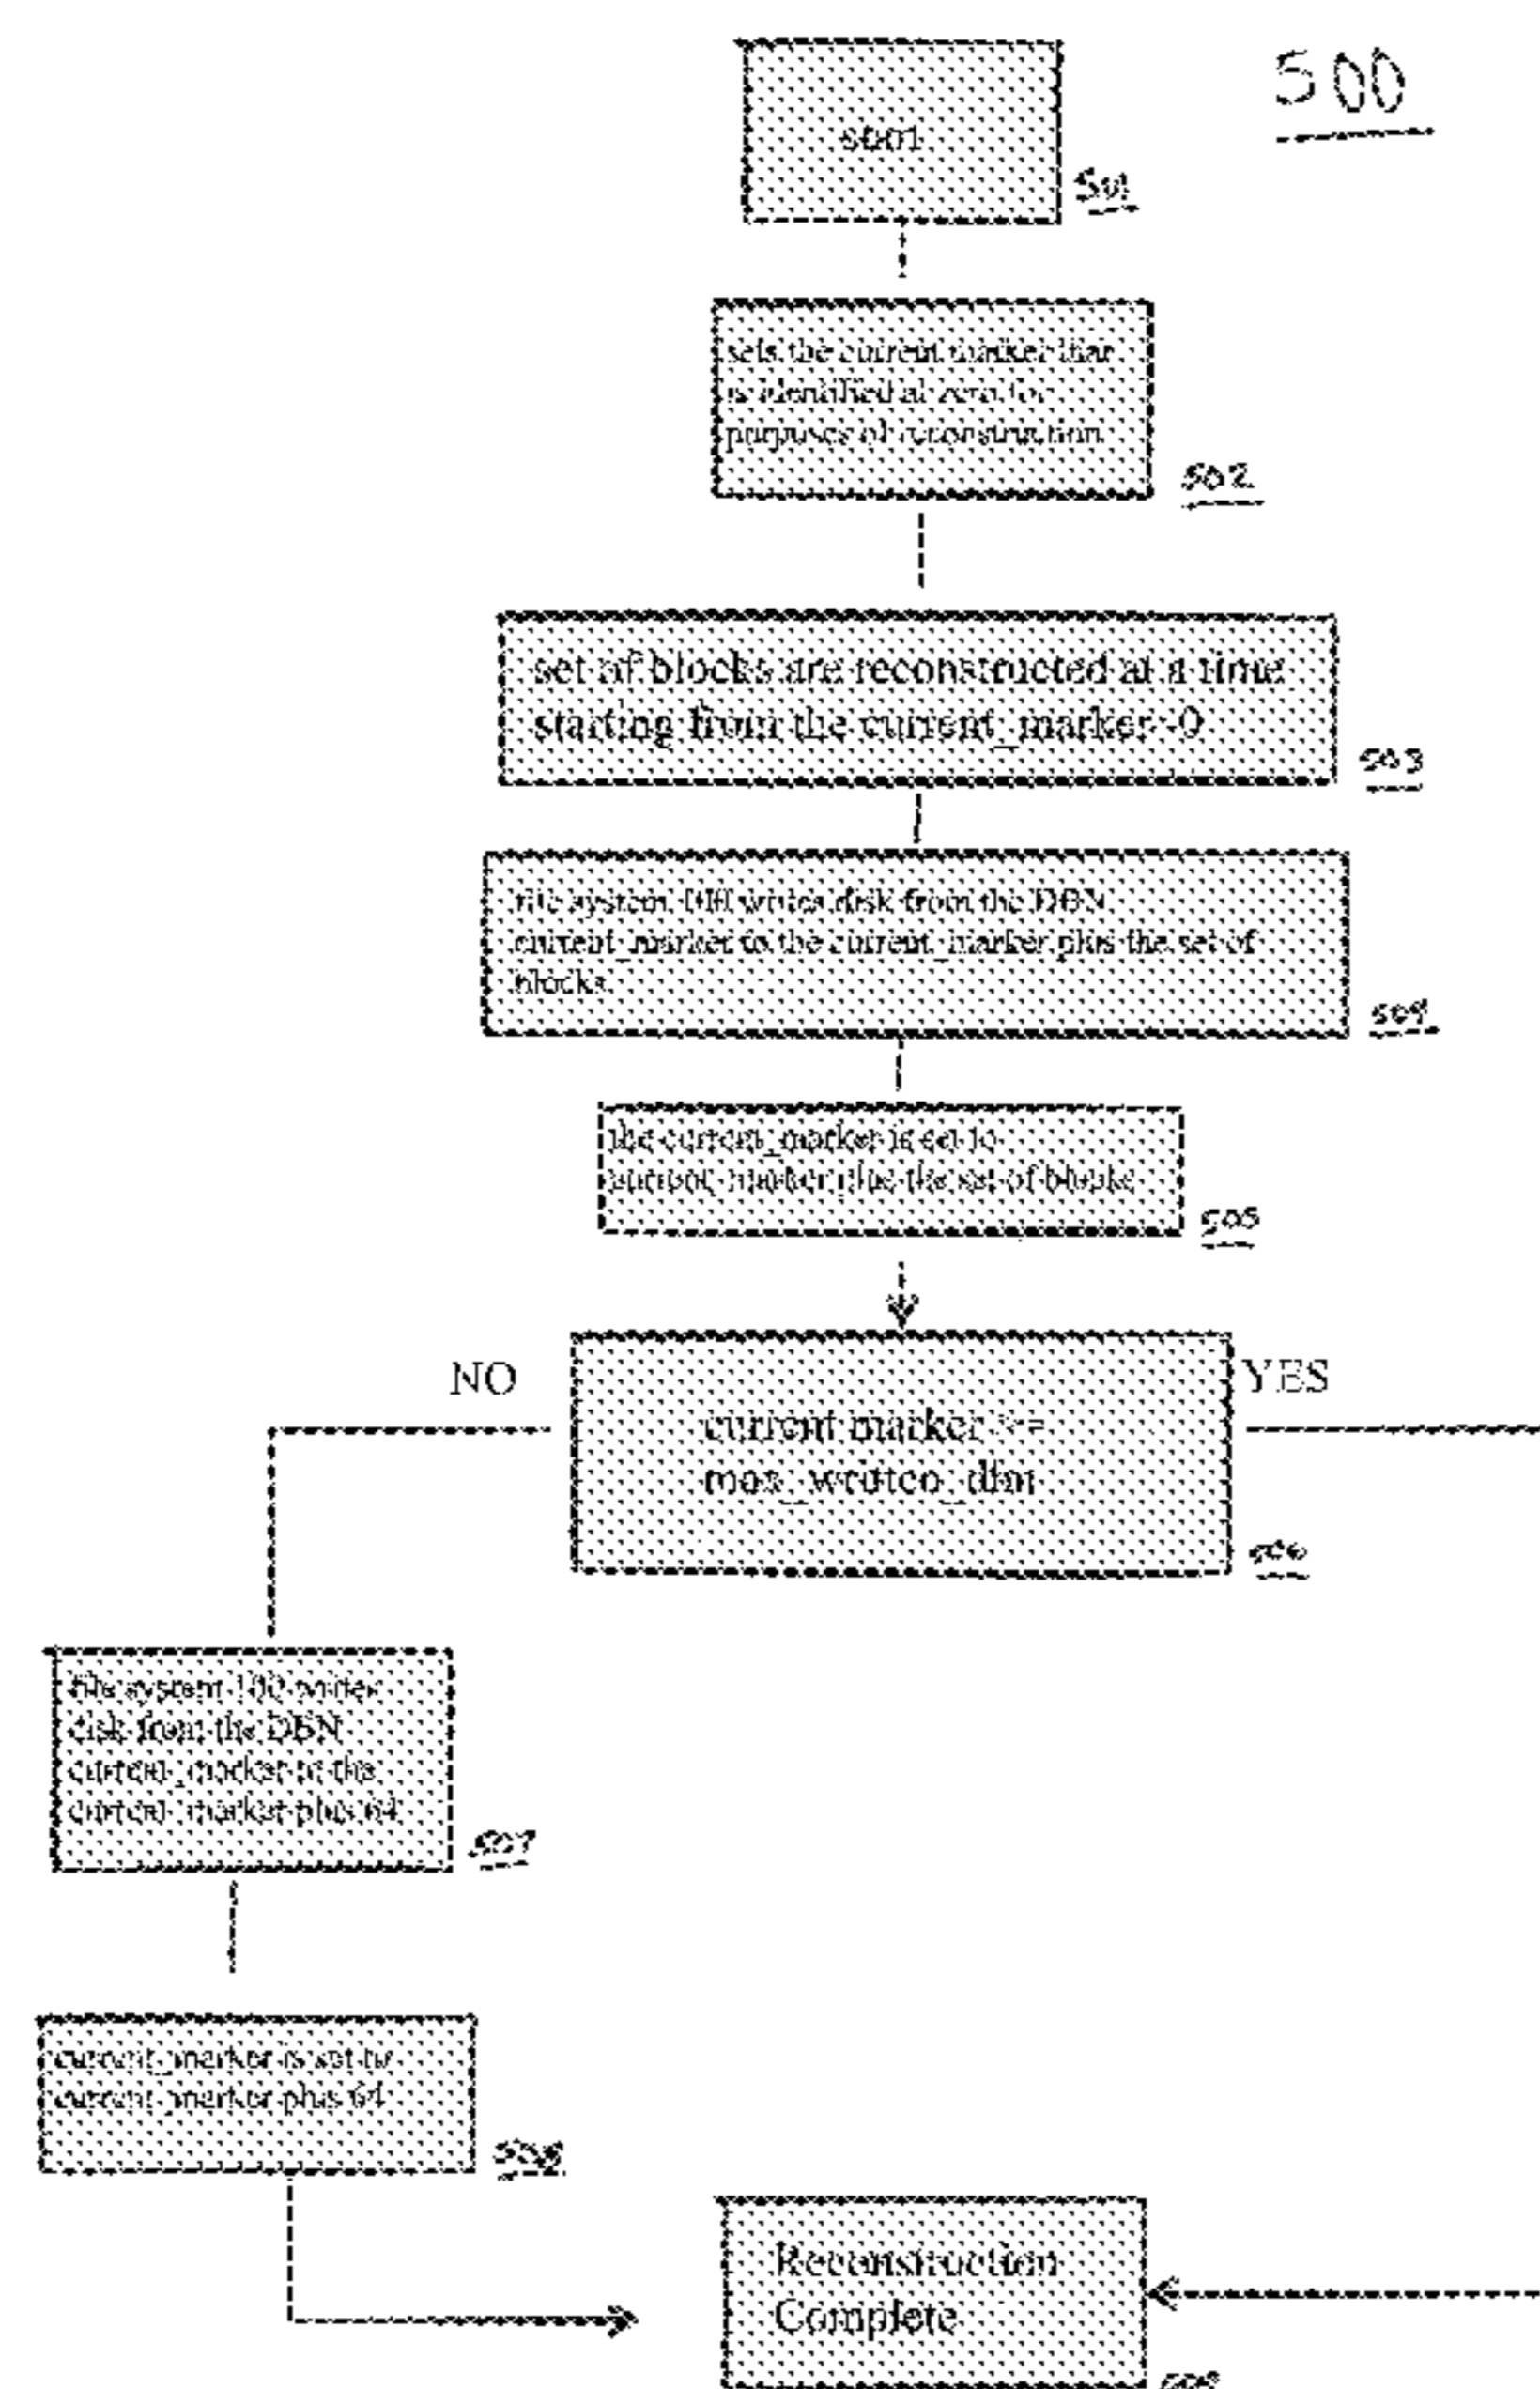 500
501
sets the current marker that
is identified at zero for
purposes of reconstruction
502
set of blocks are reconstructed at a time
starting from the current_marker
503
file system 100 writes disk from the DBN
current_marker to the current_marker plus the set of
blocks
504
the current_marker is set to
current_marker plus the set of blocks
505
NO
YES
current marker >=
max_written_dbn
506
file system 100 writes
disk from the DBN
current_marker to the
current_marker plus 64
507
current_marker is set to
current_marker plus 64
508
Reconstruction
Complete